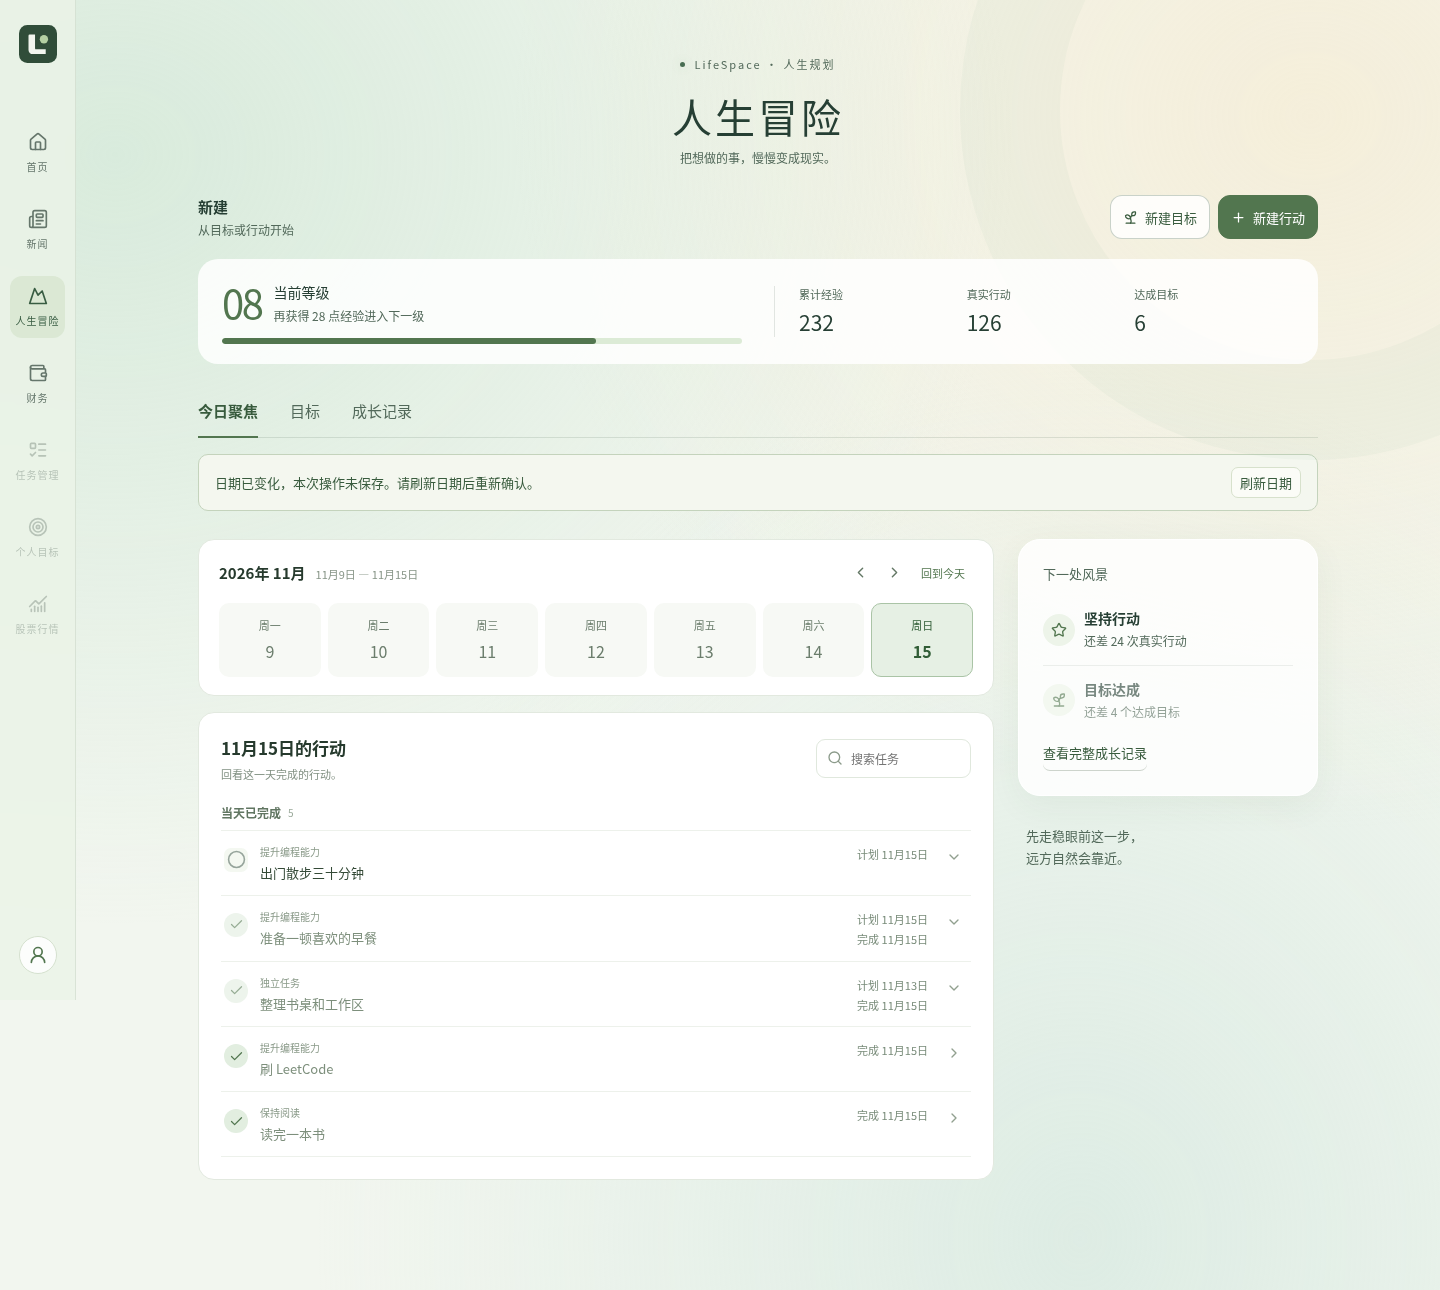 首页
新闻
人生冒险
财务
任务管理
个人目标
股票行情
LifeSpace · 人生规划
人生冒险
把想做的事，慢慢变成现实。
新建
从目标或行动开始
新建目标
新建行动
08
当前等级
再获得 28 点经验进入下一级
累计经验
232
真实行动
126
达成目标
6
今日聚焦 目标 成长记录
日期已变化，本次操作未保存。请刷新日期后重新确认。
刷新日期
2026年 11月 11月9日 — 11月15日
回到今天
周一 周二 周三 周四 周五 周六 周日
9 10 11 12 13 14 15
11月15日的行动
回看这一天完成的行动。
搜索任务
当天已完成 5
提升编程能力
出门散步三十分钟
计划 11月15日
提升编程能力
准备一顿喜欢的早餐
计划 11月15日
完成 11月15日
独立任务
整理书桌和工作区
计划 11月13日
完成 11月15日
提升编程能力
刷 LeetCode
完成 11月15日
保持阅读
读完一本书
完成 11月15日
下一处风景
坚持行动
还差 24 次真实行动
目标达成
还差 4 个达成目标
查看完整成长记录
先走稳眼前这一步，
远方自然会靠近。